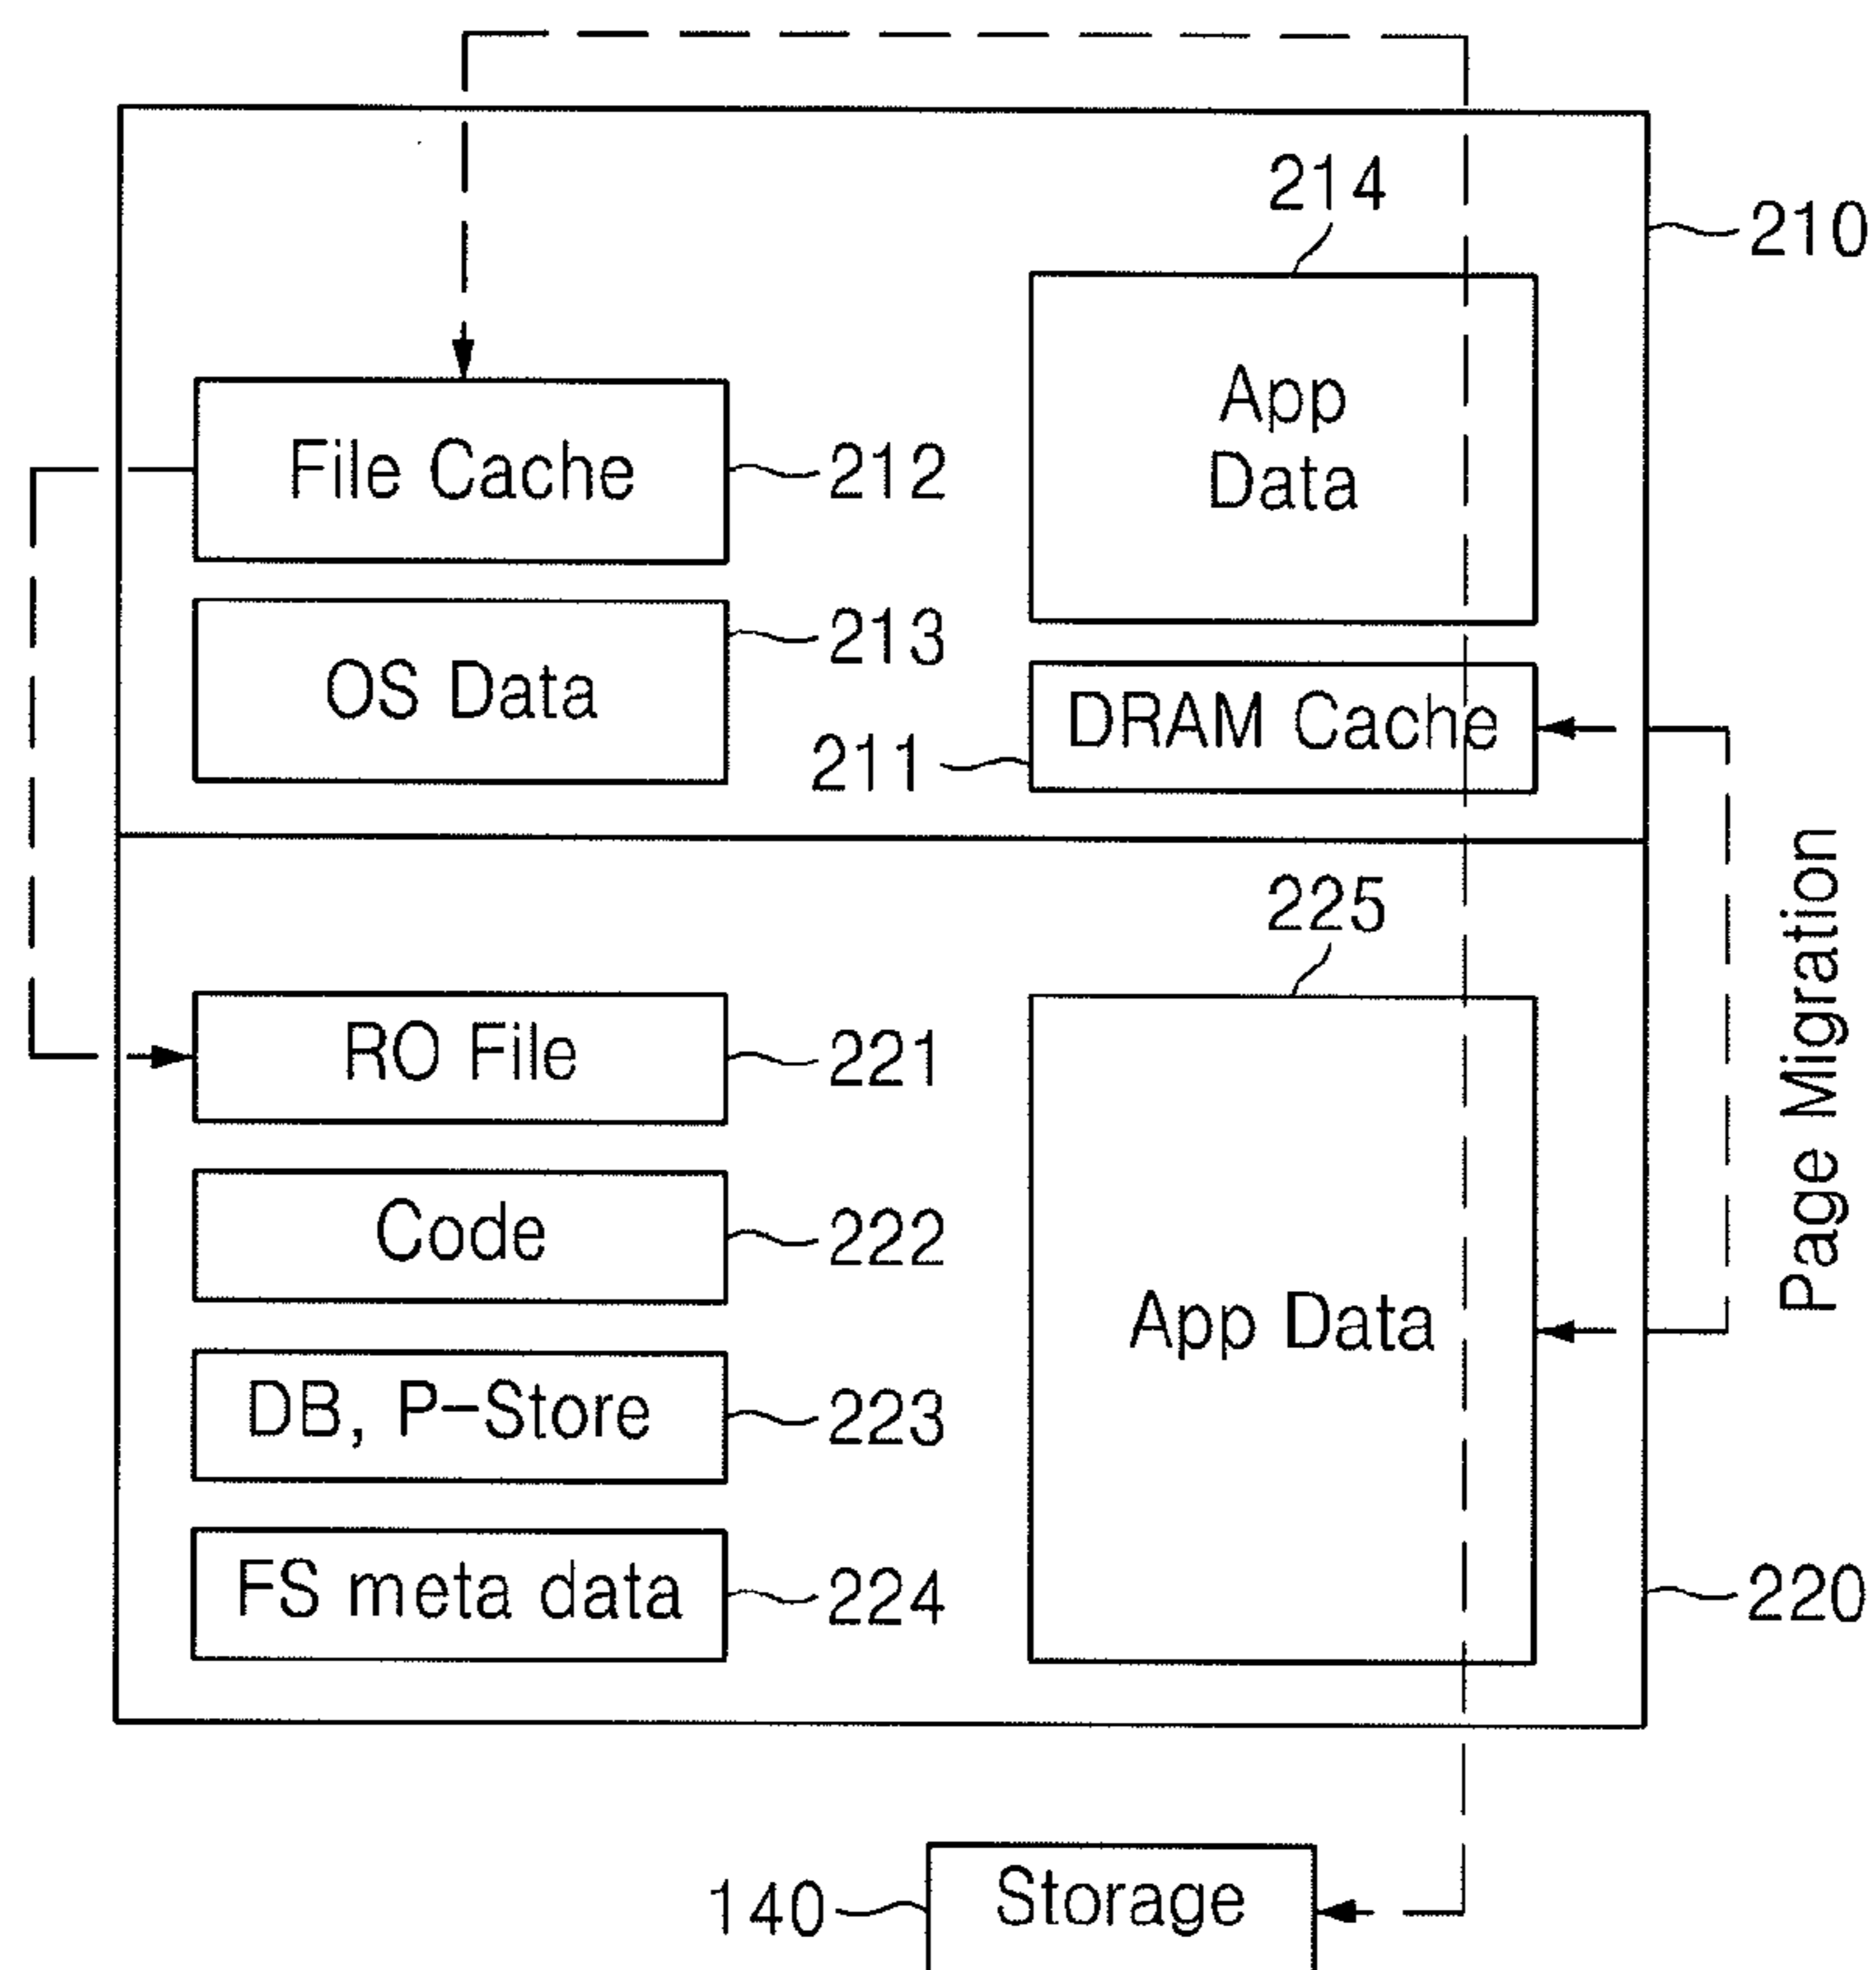 214
210
App
Data
File Cache
212
213
OS Data
DRAM Cache
211
225
Page Migration
RO File
221
Code
222
App Data
DB, P-Store
223
FS meta data
224
220
140
Storage